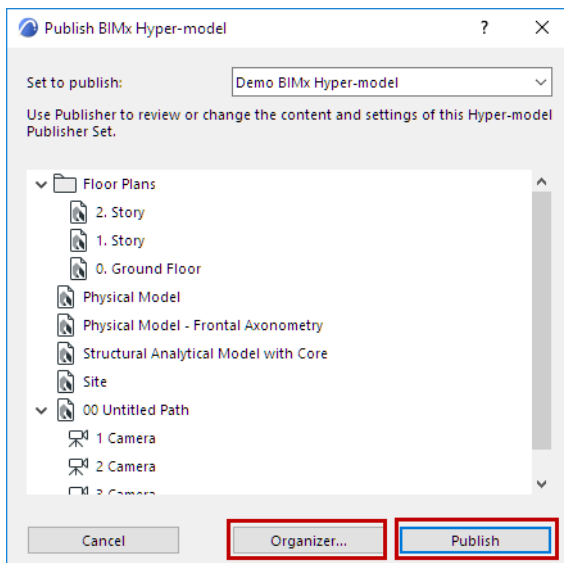 Publish BIMx Hyper-model
Set to publish:
Demo BIMx Hyper-model
Use Publisher to review or change the content and settings of this Hyper-model
Publisher Set.
Floor Plans
2. Story
1. Story
0. Ground Floor
Physical Model
Physical Model - Frontal Axonometry
Structural Analytical Model with Core
Site
00 Untitled Path
1 Camera
2 Camera
3 Camera
Cancel
Organizer...
Publish